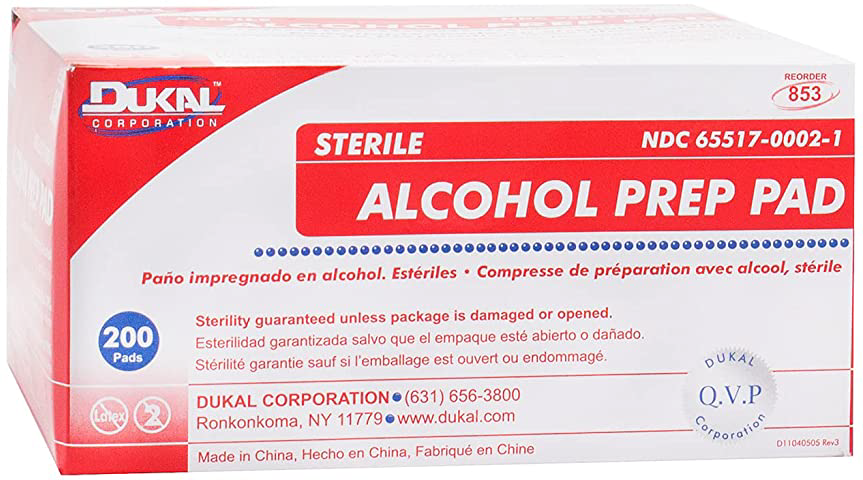 ALCOHOL PREP PAD
DUKAL™
CORPORATION
REORDER
853
STERILE
NDC 65517-0002-1
ALCOHOL PREP PAD
Paño impregnado en alcohol. Estériles • Compresse de préparation avec alcool, stérile
200
Pads
Sterility guaranteed unless package is damaged or opened.
Esterilidad garantizada salvo que el empaque esté abierto o dañado.
Stérilité garantie sauf si l'emballage est ouvert ou endommagé.
Latex
2
DUKAL CORPORATION • (631) 656-3800
Ronkonkoma, NY 11779 • www.dukal.com
DUKAL
Q.V.P
Corporation
Made in China, Hecho en China, Fabriqué en Chine
D11040505 Rev3